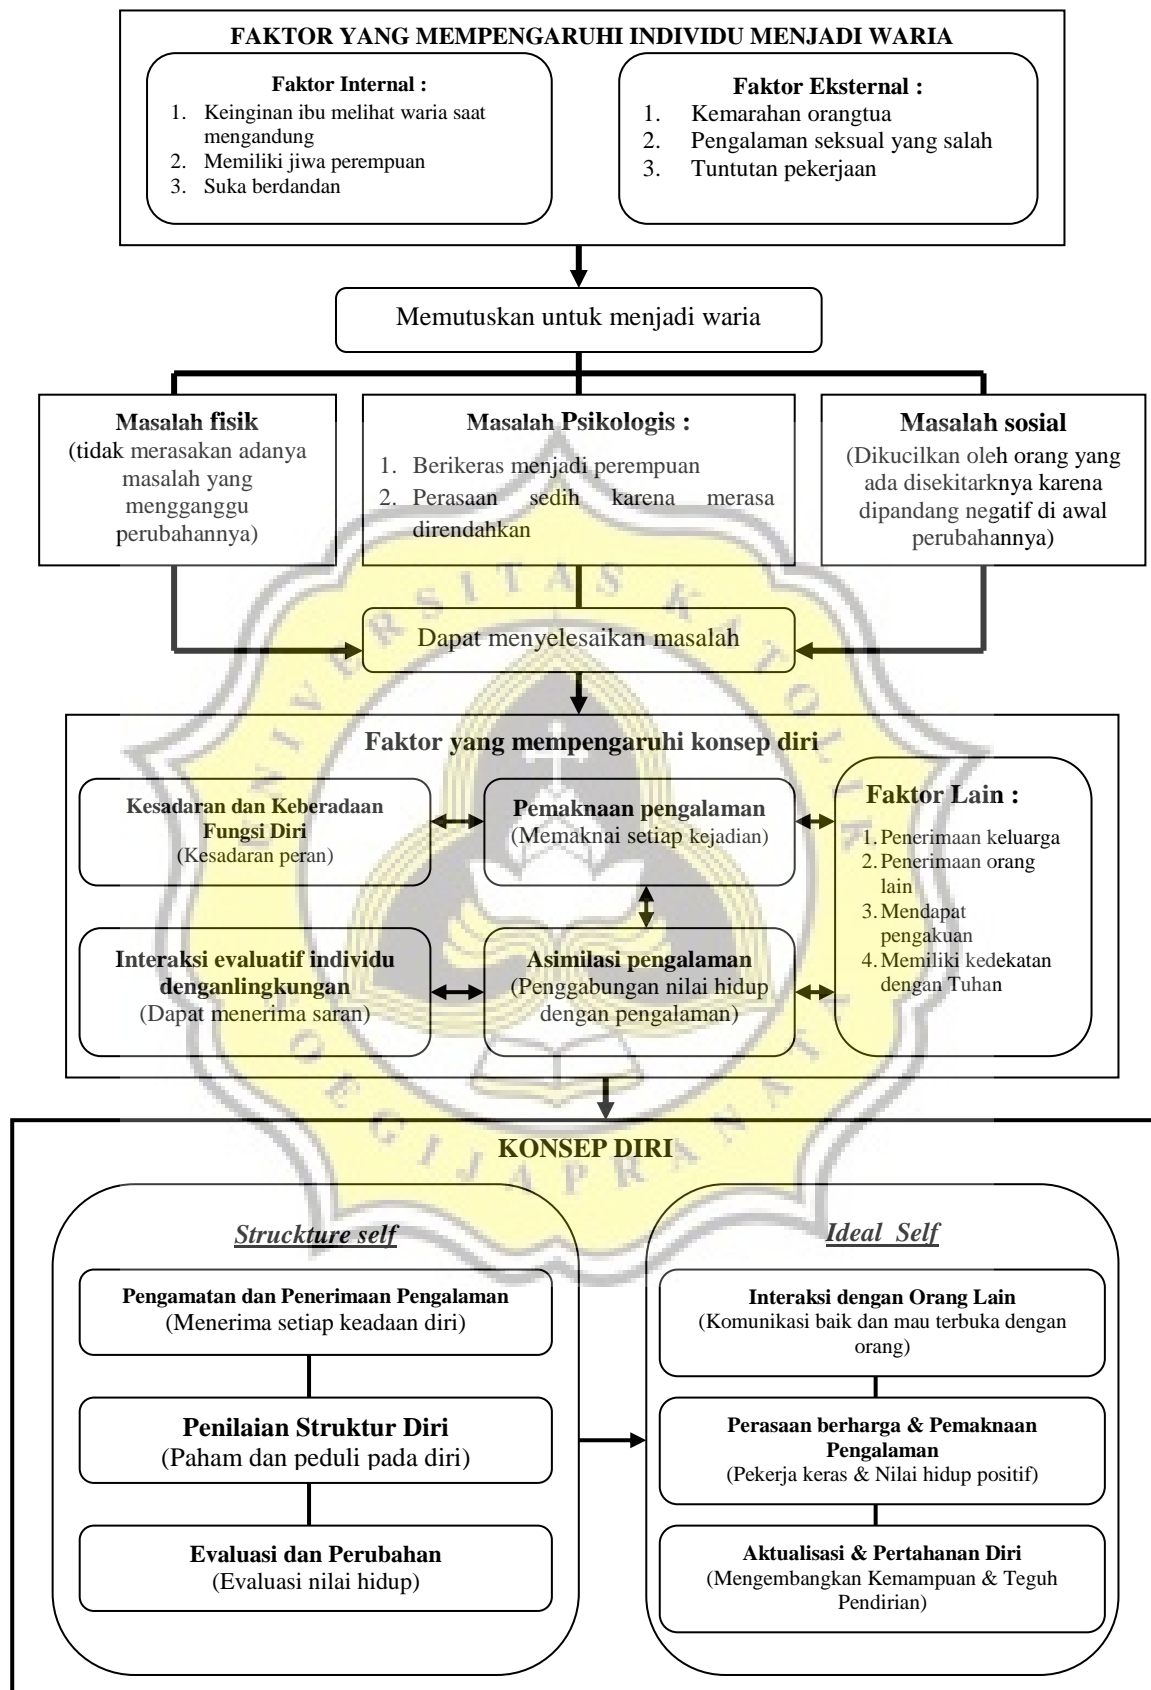 FAKTOR YANG MEMPENGARUHI INDIVIDU MENJADI WARIA
Faktor Internal :
1. Keinginan ibu melihat waria saat
mengandung
2. Memiliki jiwa perempuan
3. Suka berdandan
Faktor Eksternal :
1. Kemarahan orangtua
2. Pengalaman seksual yang salah
3. Tuntutan pekerjaan
Memutuskan untuk menjadi waria
Masalah fisik
(tidak merasakan adanya
masalah yang
mengganggu
perubahannya)
Masalah Psikologis :
1. Berikeras menjadi perempuan
2. Perasaan sedih karena merasa
direndahkan
Masalah sosial
(Dikucilkan oleh orang yang
ada disekitarknya karena
dipandang negatif di awal
perubahannya)
Dapat menyelesaikan masalah
Faktor yang mempengaruhi konsep diri
Kesadaran dan Keberadaan
Fungsi Diri
(Kesadaran peran)
Pemaknaan pengalaman
(Memaknai setiap kejadian)
Faktor Lain :
1. Penerimaan keluarga
2. Penerimaan orang
lain
3. Mendapat
pengakuan
4. Memiliki kedekatan
dengan Tuhan
Interaksi evaluatif individu
denganlingkungan
(Dapat menerima saran)
Asimilasi pengalaman
(Penggabungan nilai hidup
dengan pengalaman)
KONSEP DIRI
Struckture self
Pengamatan dan Penerimaan Pengalaman
(Menerima setiap keadaan diri)
Penilaian Struktur Diri
(Paham dan peduli pada diri)
Evaluasi dan Perubahan
(Evaluasi nilai hidup)
Ideal Self
Interaksi dengan Orang Lain
(Komunikasi baik dan mau terbuka dengan
orang)
Perasaan berharga & Pemaknaan
Pengalaman
(Pekerja keras & Nilai hidup positif)
Aktualisasi & Pertahanan Diri
(Mengembangkan Kemampuan & Teguh
Pendirian)
UNIVERSITAS KATOLIK
SOEGIJAPRANATA